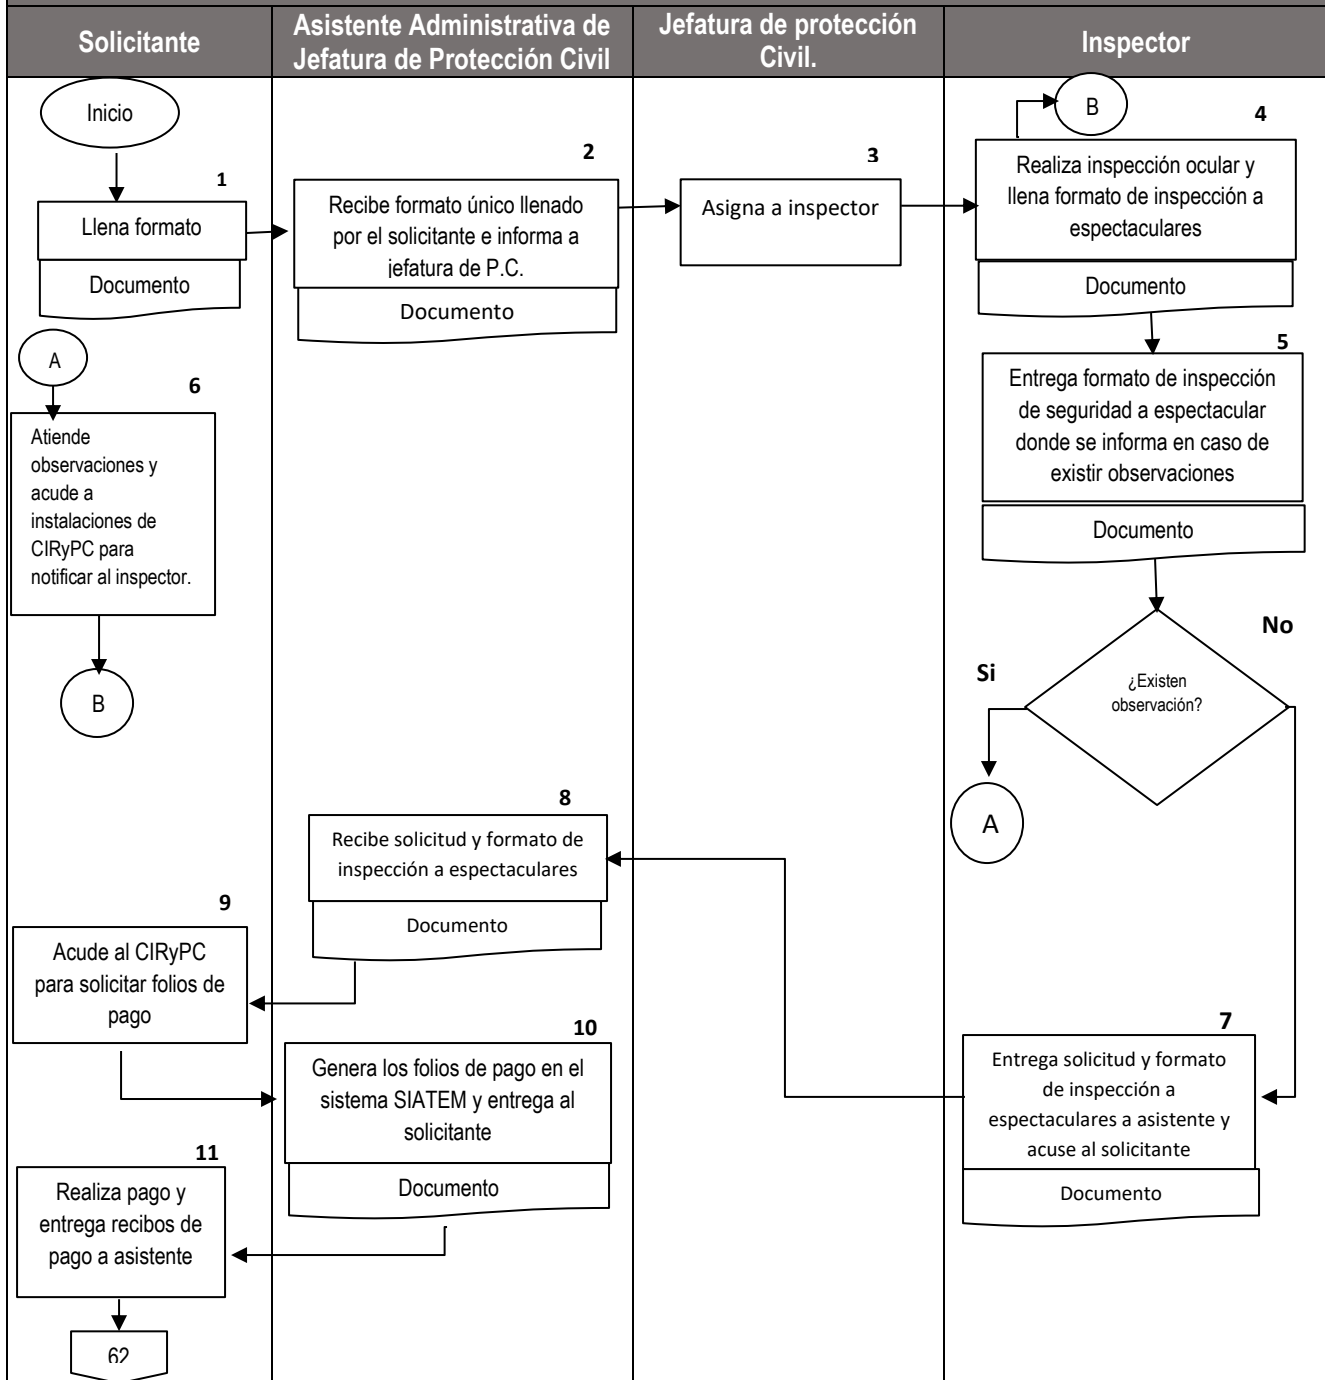 Solicitante
Asistente Administrativa de
Jefatura de Protección Civil
Jefatura de protección
Civil.
Inspector
Inicio
1
Llena formato
Documento
2
Recibe formato único llenado
por el solicitante e informa a
jefatura de P.C.
Documento
3
Asigna a inspector
B
4
Realiza inspección ocular y
llena formato de inspección a
espectaculares
Documento
5
Entrega formato de inspección
de seguridad a espectacular
donde se informa en caso de
existir observaciones
Documento
A
6
Atiende
observaciones y
acude a
instalaciones de
CIRyPC para
notificar al inspector.
B
No
Si
¿Existen
observación?
A
8
Recibe solicitud y formato de
inspección a espectaculares
Documento
9
Acude al CIRyPC
para solicitar folios de
pago
7
Entrega solicitud y formato
de inspección a
espectaculares a asistente y
acuse al solicitante
Documento
10
Genera los folios de pago en el
sistema SIATEM y entrega al
solicitante
Documento
11
Realiza pago y
entrega recibos de
pago a asistente
62